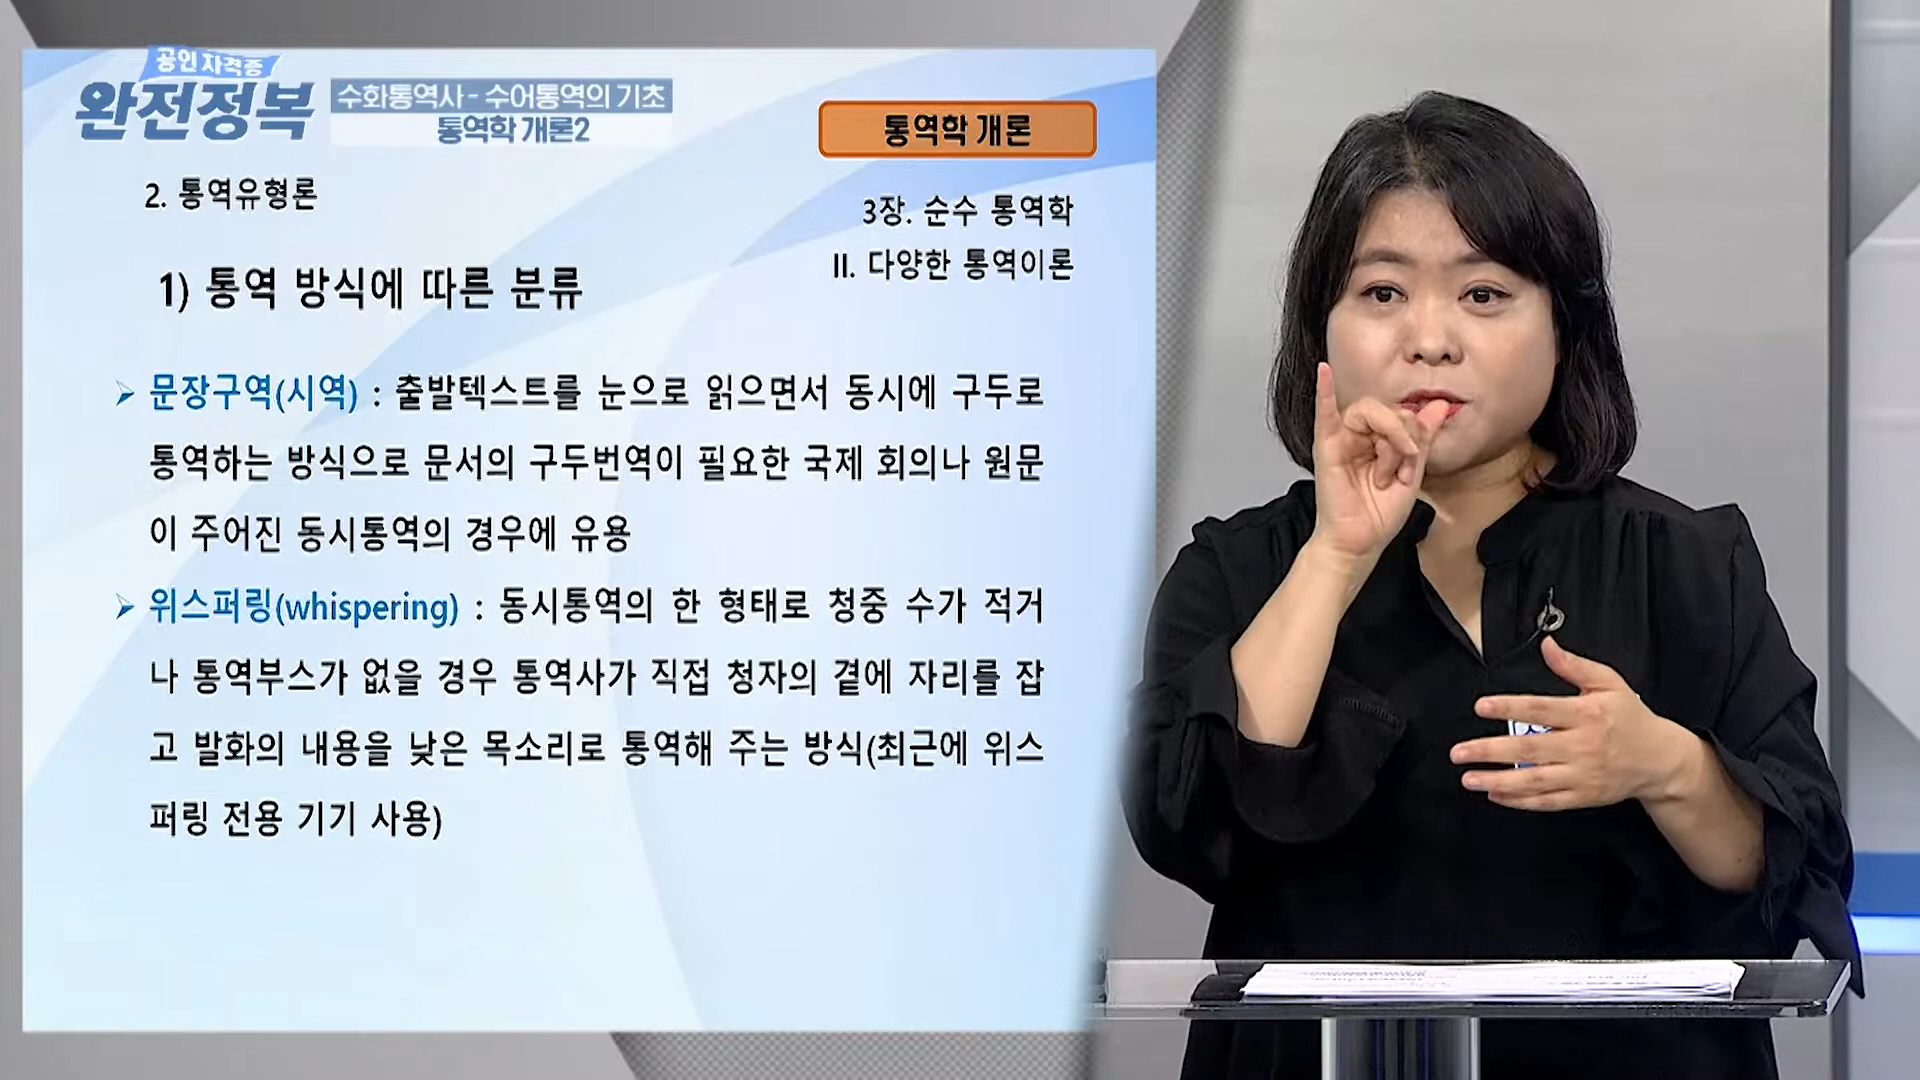 공인 자격증
완전정복
수화통역사 - 수어통역의 기초
통역학 개론2
통역학 개론
2. 통역유형론
3장. 순수 통역학
II. 다양한 통역이론
1) 통역 방식에 따른 분류
➢ 문장구역(시역) : 출발텍스트를 눈으로 읽으면서 동시에 구두로
통역하는 방식으로 문서의 구두번역이 필요한 국제 회의나 원문
이 주어진 동시통역의 경우에 유용
➢ 위스퍼링(whispering) : 동시통역의 한 형태로 청중 수가 적거
나 통역부스가 없을 경우 통역사가 직접 청자의 곁에 자리를 잡
고 발화의 내용을 낮은 목소리로 통역해 주는 방식(최근에 위스
퍼링 전용 기기 사용)